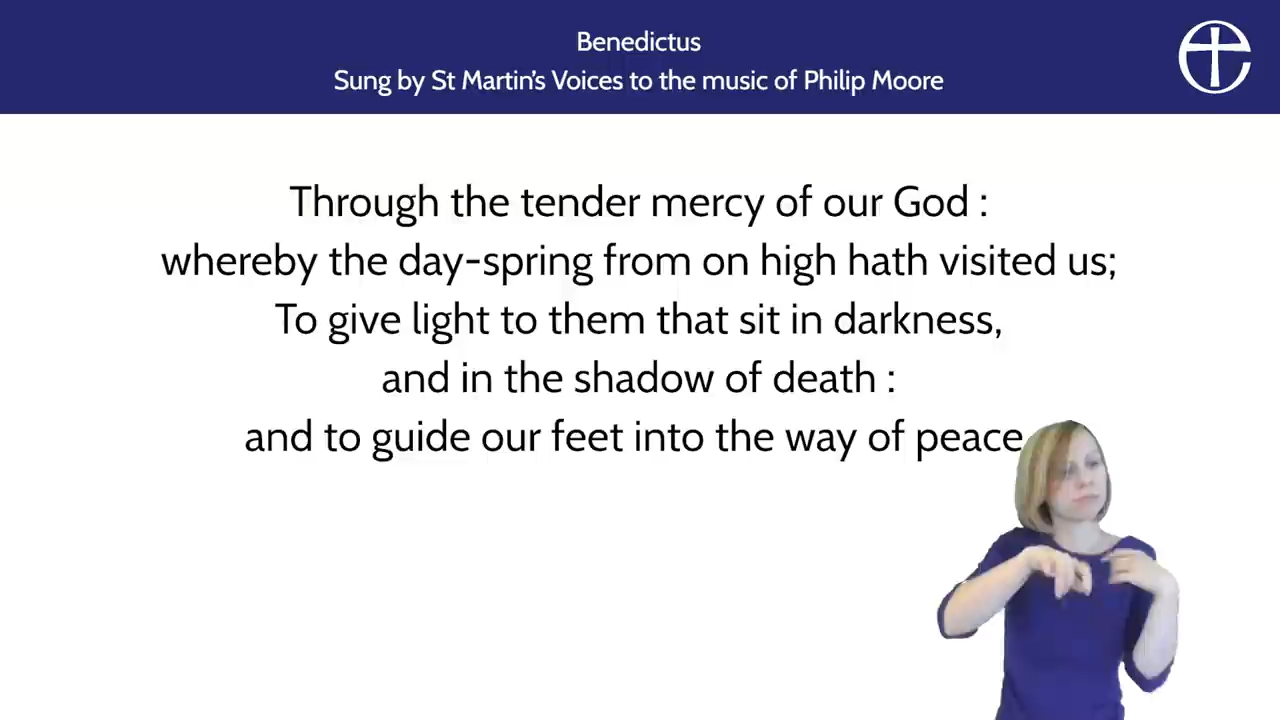 Benedictus
Sung by St Martin's Voices to the music of Philip Moore
Through the tender mercy of our God :
whereby the day-spring from on high hath visited us;
To give light to them that sit in darkness,
and in the shadow of death :
and to guide our feet into the way of peace